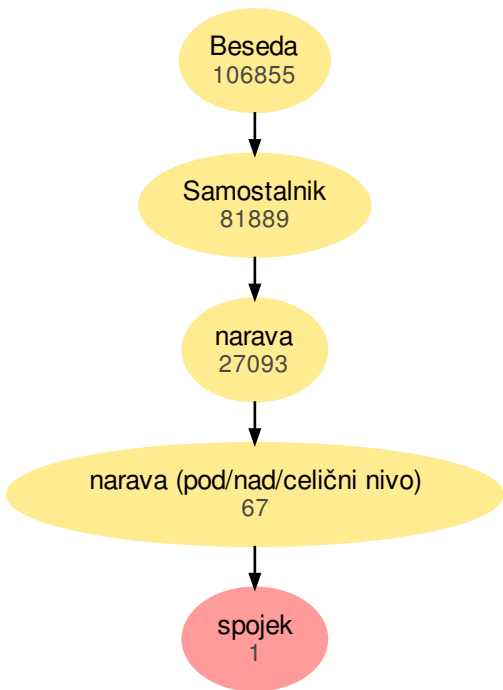 Beseda
106855
Samostalnik
81889
narava
27093
narava (pod/nad/celični nivo)
67
spojek
1